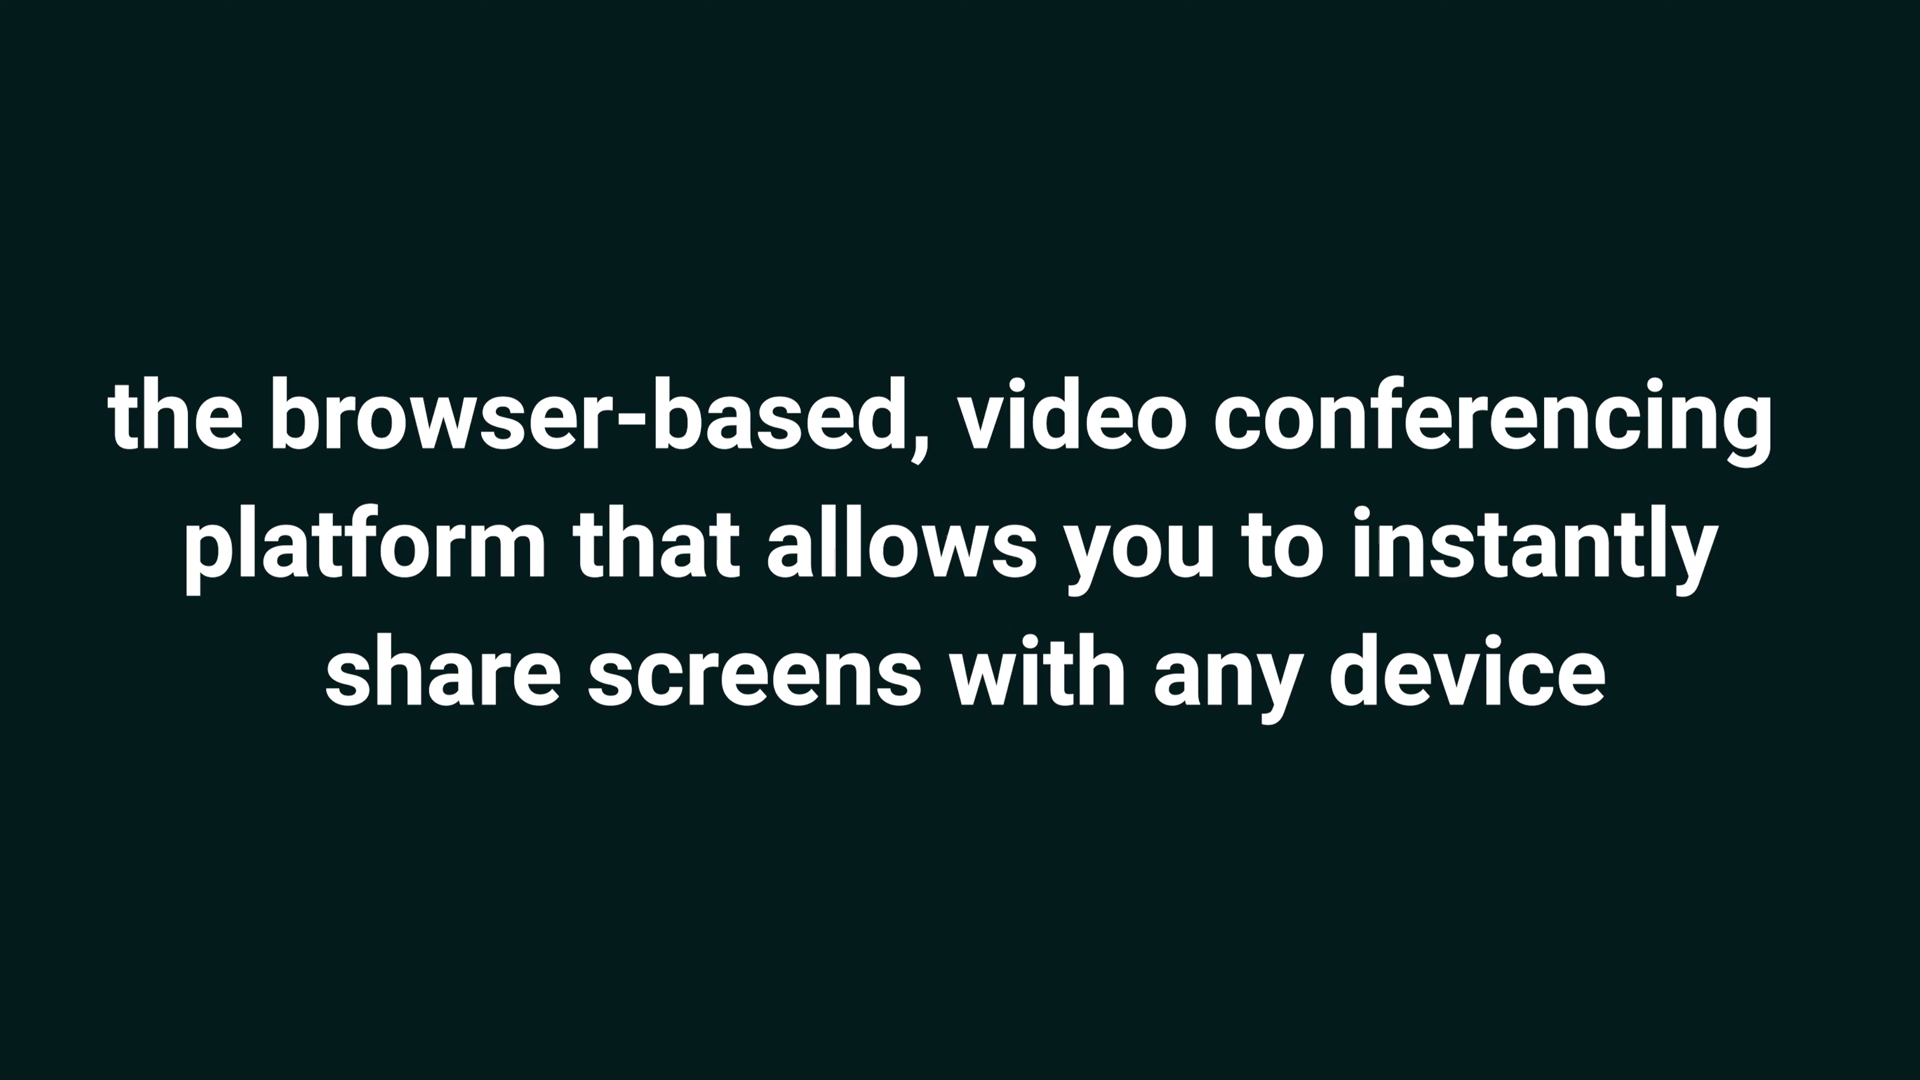 the browser-based, video conferencing
platform that allows you to instantly
share screens with any device